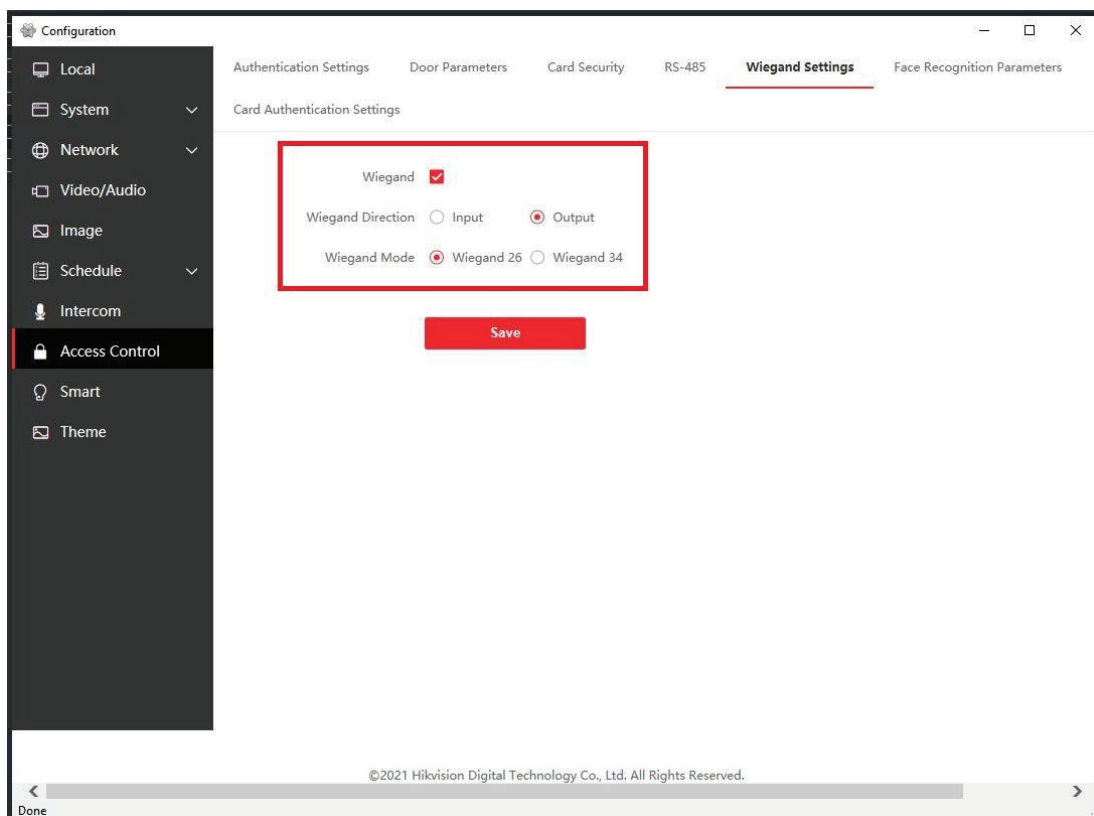 Configuration
Local
System
Network
Video/Audio
Image
Schedule
Intercom
Access Control
Smart
Theme
Authentication Settings Door Parameters Card Security RS-485 Wiegand Settings Face Recognition Parameters
Card Authentication Settings
Wiegand
Wiegand Direction Input Output
Wiegand Mode Wiegand 26 Wiegand 34
Save
©2021 Hikvision Digital Technology Co., Ltd. All Rights Reserved.
Done